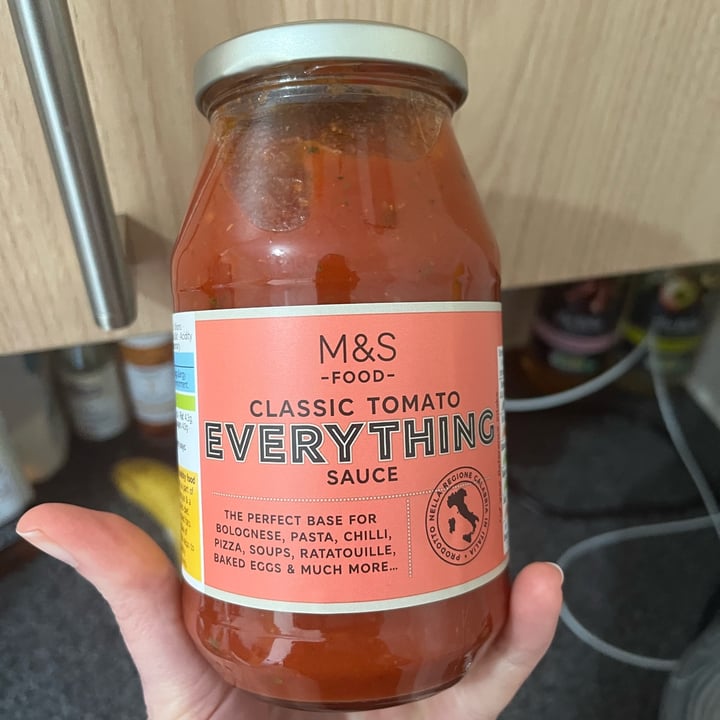 M&S
-FOOD-
CLASSIC TOMATO
EVERYTHING
SAUCE
THE PERFECT BASE FOR
BOLOGNESE, PASTA, CHILLI,
PIZZA, SOUPS, RATATOUILLE,
BAKED EGGS & MUCH MORE...
PRODOTTO NELLA REGIONE CALABRIA IN ITALIA •
Acidity